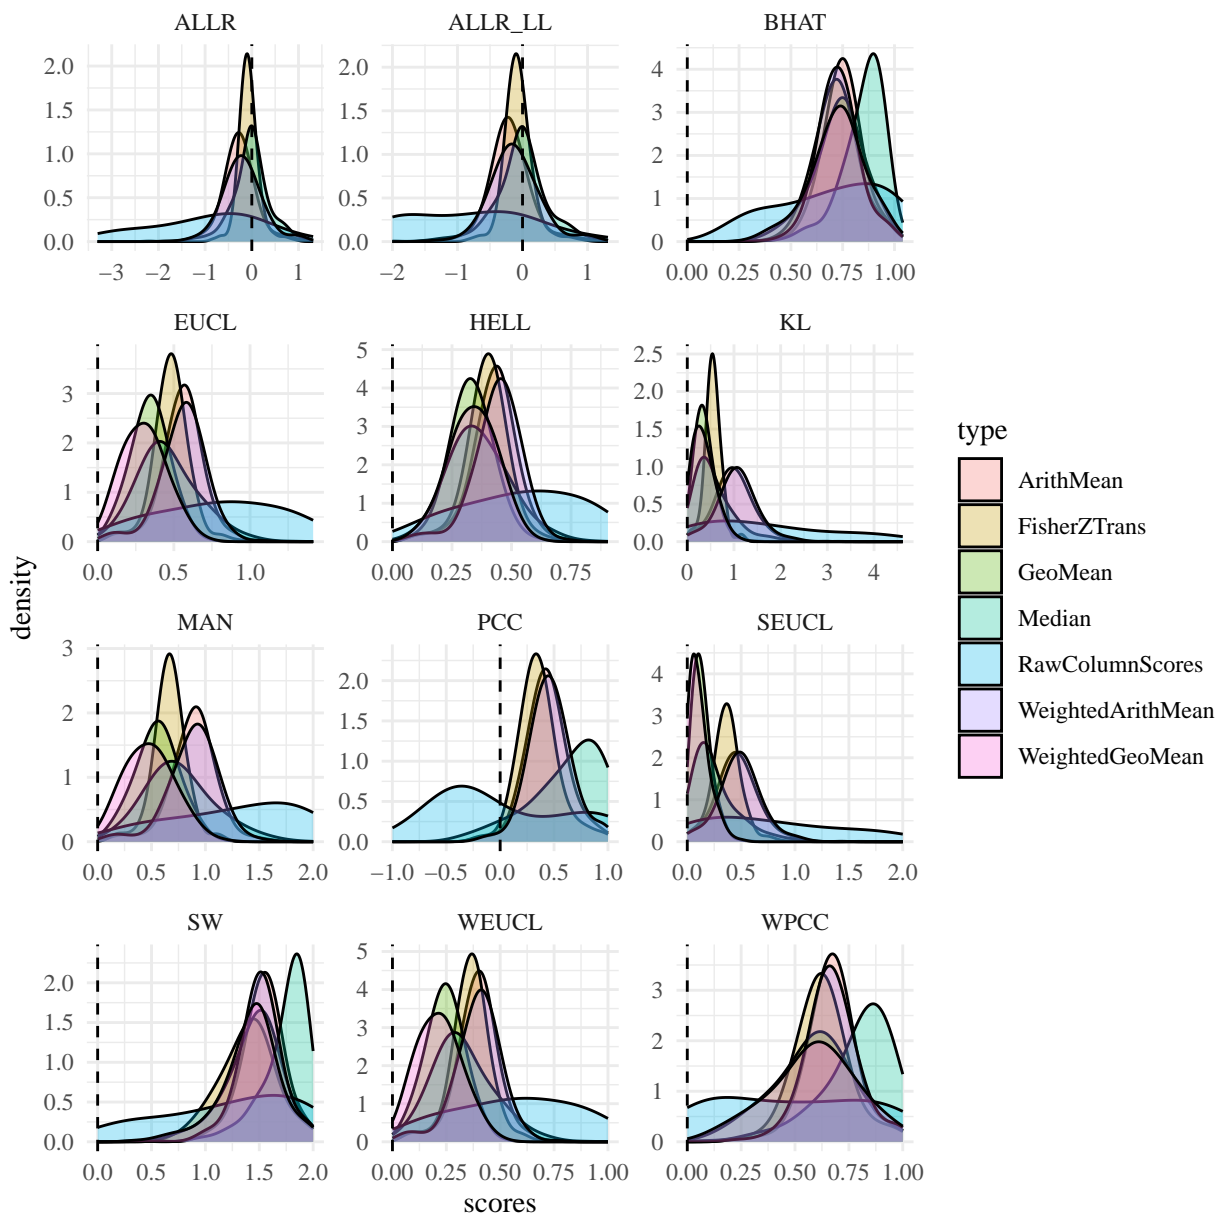 ALLR
ALLR_LL
BHAT
2.0
1.5
1.0
0.5
0.0
−3 −2 −1 0 1
2.0
1.5
1.0
0.5
0.0
−2 −1 0 1
4
3
2
1
0
0.00 0.25 0.50 0.75 1.00
EUCL
HELL
KL
3
2
1
0
0.0 0.5 1.0
5
4
3
2
1
0
0.00 0.25 0.50 0.75
2.5
2.0
1.5
1.0
0.5
0.0
0 1 2 3 4
MAN
PCC
SEUCL
3
2
1
0
0.0 0.5 1.0 1.5 2.0
2.0
1.5
1.0
0.5
0.0
−1.0 −0.5 0.0 0.5 1.0
4
3
2
1
0
0.0 0.5 1.0 1.5 2.0
SW
WEUCL
WPCC
2.0
1.5
1.0
0.5
0.0
0.0 0.5 1.0 1.5 2.0
5
4
3
2
1
0
0.00 0.25 0.50 0.75 1.00
3
2
1
0
0.00 0.25 0.50 0.75 1.00
density
scores
type
ArithMean
FisherZTrans
GeoMean
Median
RawColumnScores
WeightedArithMean
WeightedGeoMean